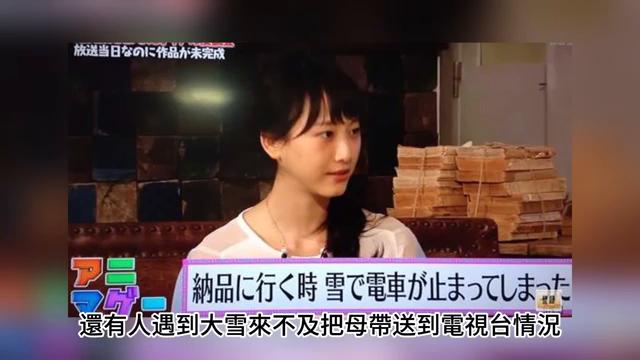 放送当日なのに作品が未完成
アニ
マゲー
納品に行く時 雪で電車が止まってしまった
還有人遇到大雪來不及把母帶送到電視台情況